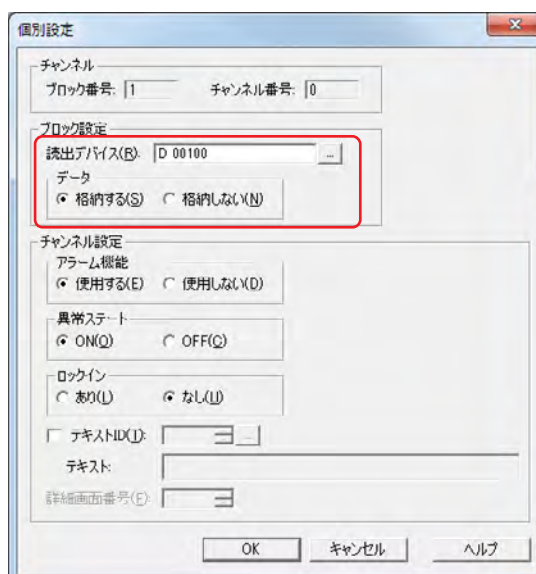 個別設定
チャンネル
ブロック番号: 1 チャンネル番号: 0
ブロック設定
読出デバイス(R): D 00100 ...
データ
格納する(S) 格納しない(N)
チャンネル設定
アラーム機能
使用する(E) 使用しない(D)
異常ステート
ON(O) OFF(C)
ロックイン
あり(L) なし(U)
テキストID(I): ...
テキスト:
詳細画面番号(F):
OK キャンセル ヘルプ